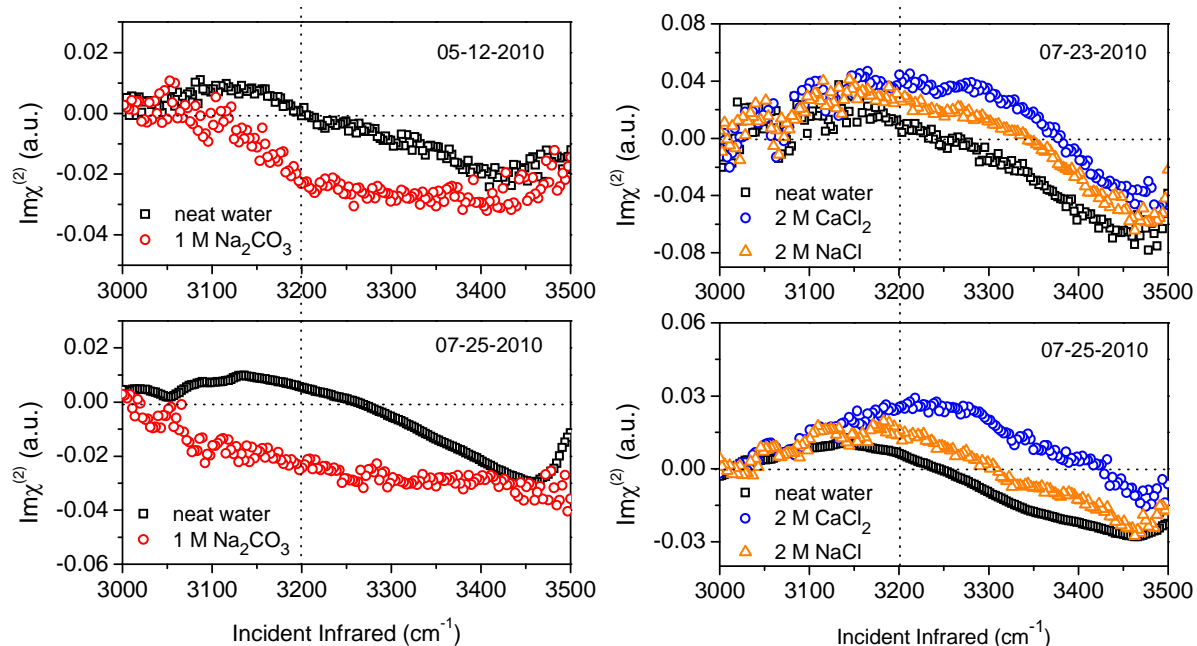 05-12-2010
0.02
0.00
-0.02
-0.04
Imχ(2) (a.u.)
neat water
1 M Na2CO3
3000 3100 3200 3300 3400 3500
07-23-2010
0.08
0.04
0.00
-0.04
-0.08
Imχ(2) (a.u.)
neat water
2 M CaCl2
2 M NaCl
3000 3100 3200 3300 3400 3500
07-25-2010
0.02
0.00
-0.02
-0.04
-0.06
Imχ(2) (a.u.)
neat water
1 M Na2CO3
3000 3100 3200 3300 3400 3500
Incident Infrared (cm-1)
07-25-2010
0.06
0.03
0.00
-0.03
Imχ(2) (a.u.)
neat water
2 M CaCl2
2 M NaCl
3000 3100 3200 3300 3400 3500
Incident Infrared (cm-1)